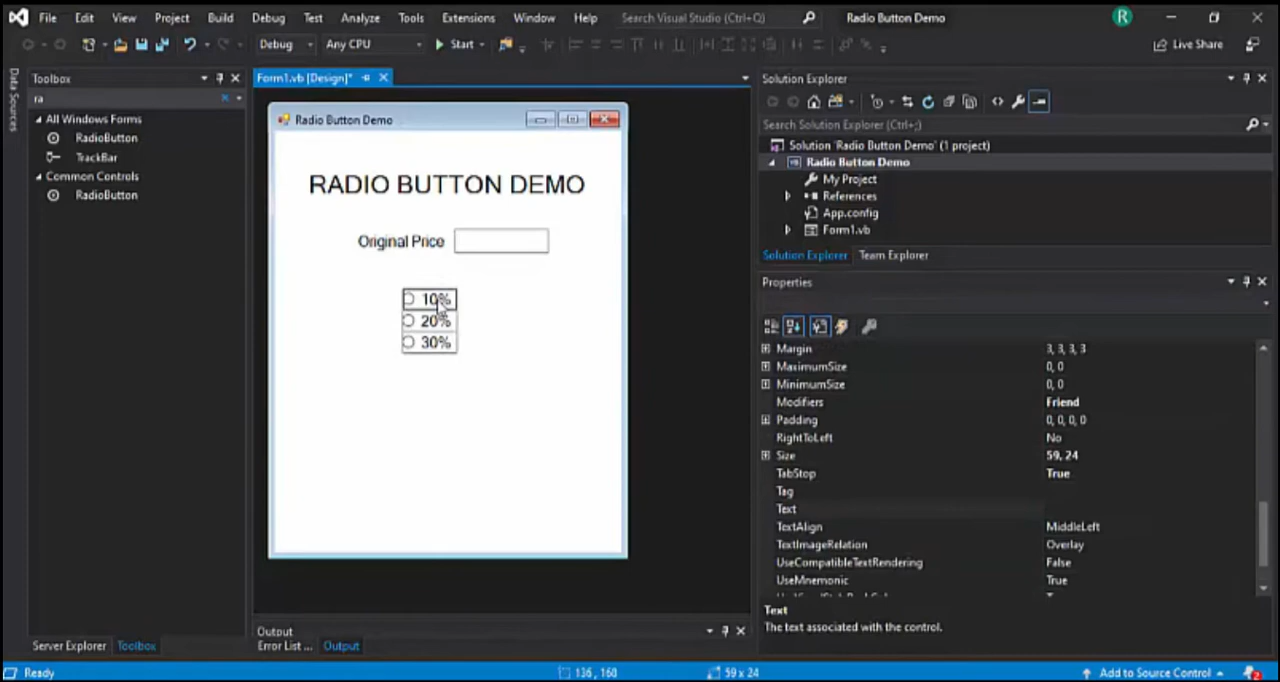 File Edit View Project Build Debug Test Analyze Tools Extensions Window Help Search Visual Studio (Ctrl+Q) Radio Button Demo R
Debug Any CPU Start Live Share
Data Sources
Toolbox
ra
All Windows Forms
RadioButton
TrackBar
Common Controls
RadioButton
Server Explorer Toolbox
Form1.vb [Design]*
Radio Button Demo
RADIO BUTTON DEMO
Original Price
10%
20%
30%
Output
Error List ... Output
Solution Explorer
Search Solution Explorer (Ctrl+;)
Solution 'Radio Button Demo' (1 project)
Radio Button Demo
My Project
References
App.config
Form1.vb
Solution Explorer Team Explorer
Properties
Margin 3, 3, 3, 3
MaximumSize 0, 0
MinimumSize 0, 0
Modifiers Friend
Padding 0, 0, 0, 0
RightToLeft No
Size 59, 24
TabStop True
Tag
Text
TextAlign MiddleLeft
TextImageRelation Overlay
UseCompatibleTextRendering False
UseMnemonic True
Text
The text associated with the control.
Ready 136, 160 59 x 24 Add to Source Control 2